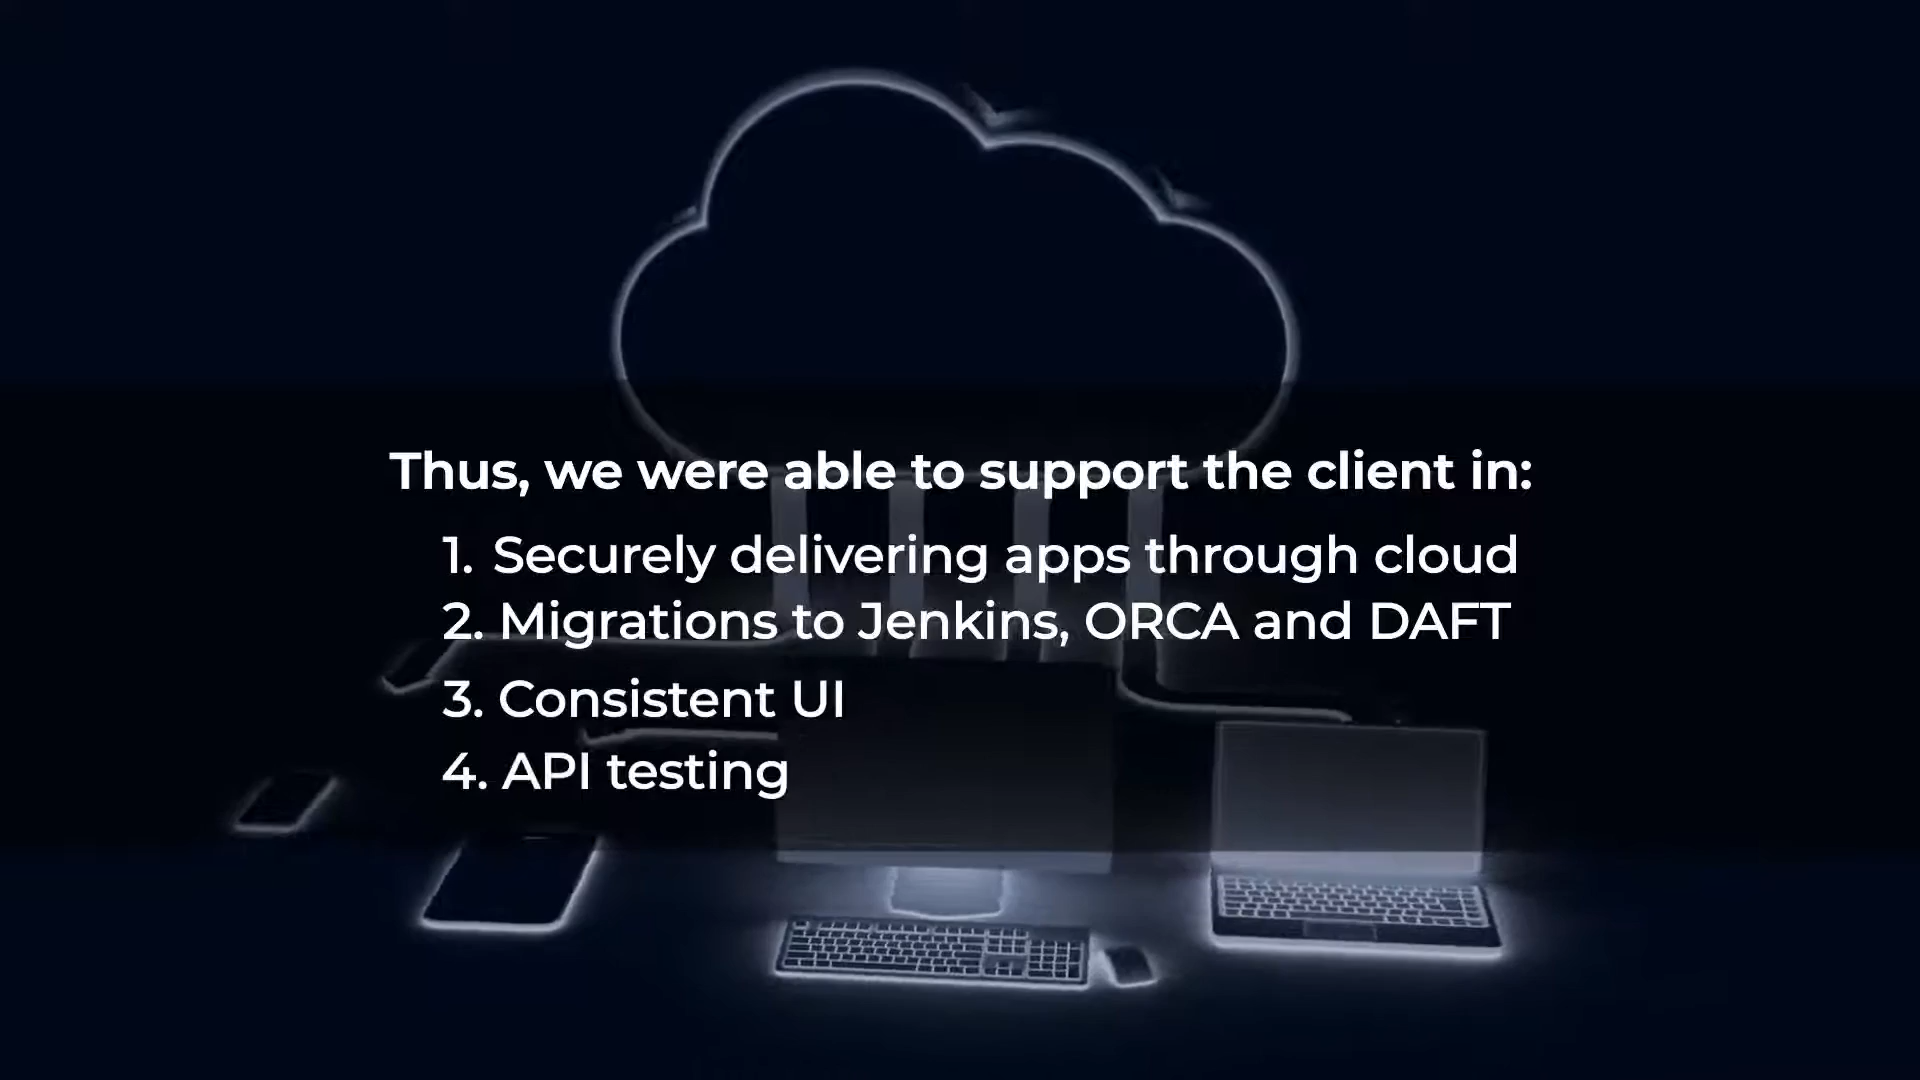 Thus, we were able to support the client in:
1. Securely delivering apps through cloud
2. Migrations to Jenkins, ORCA and DAFT
3. Consistent UI
4. API testing